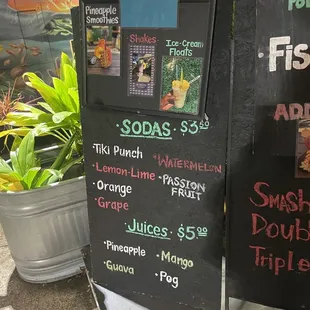 Pineapple
Smoothies
Shakes
Ice-Cream
Floats
SODAS $3.50
Tiki Punch
• WATERMELON
• Lemon-Lime
• PASSION
FRUIT
• Orange
• Grape
Juices $5.00
• Pineapple
• Mango
• Guava
• Pog
Fis
ADD
SMASH
Doub
Triple